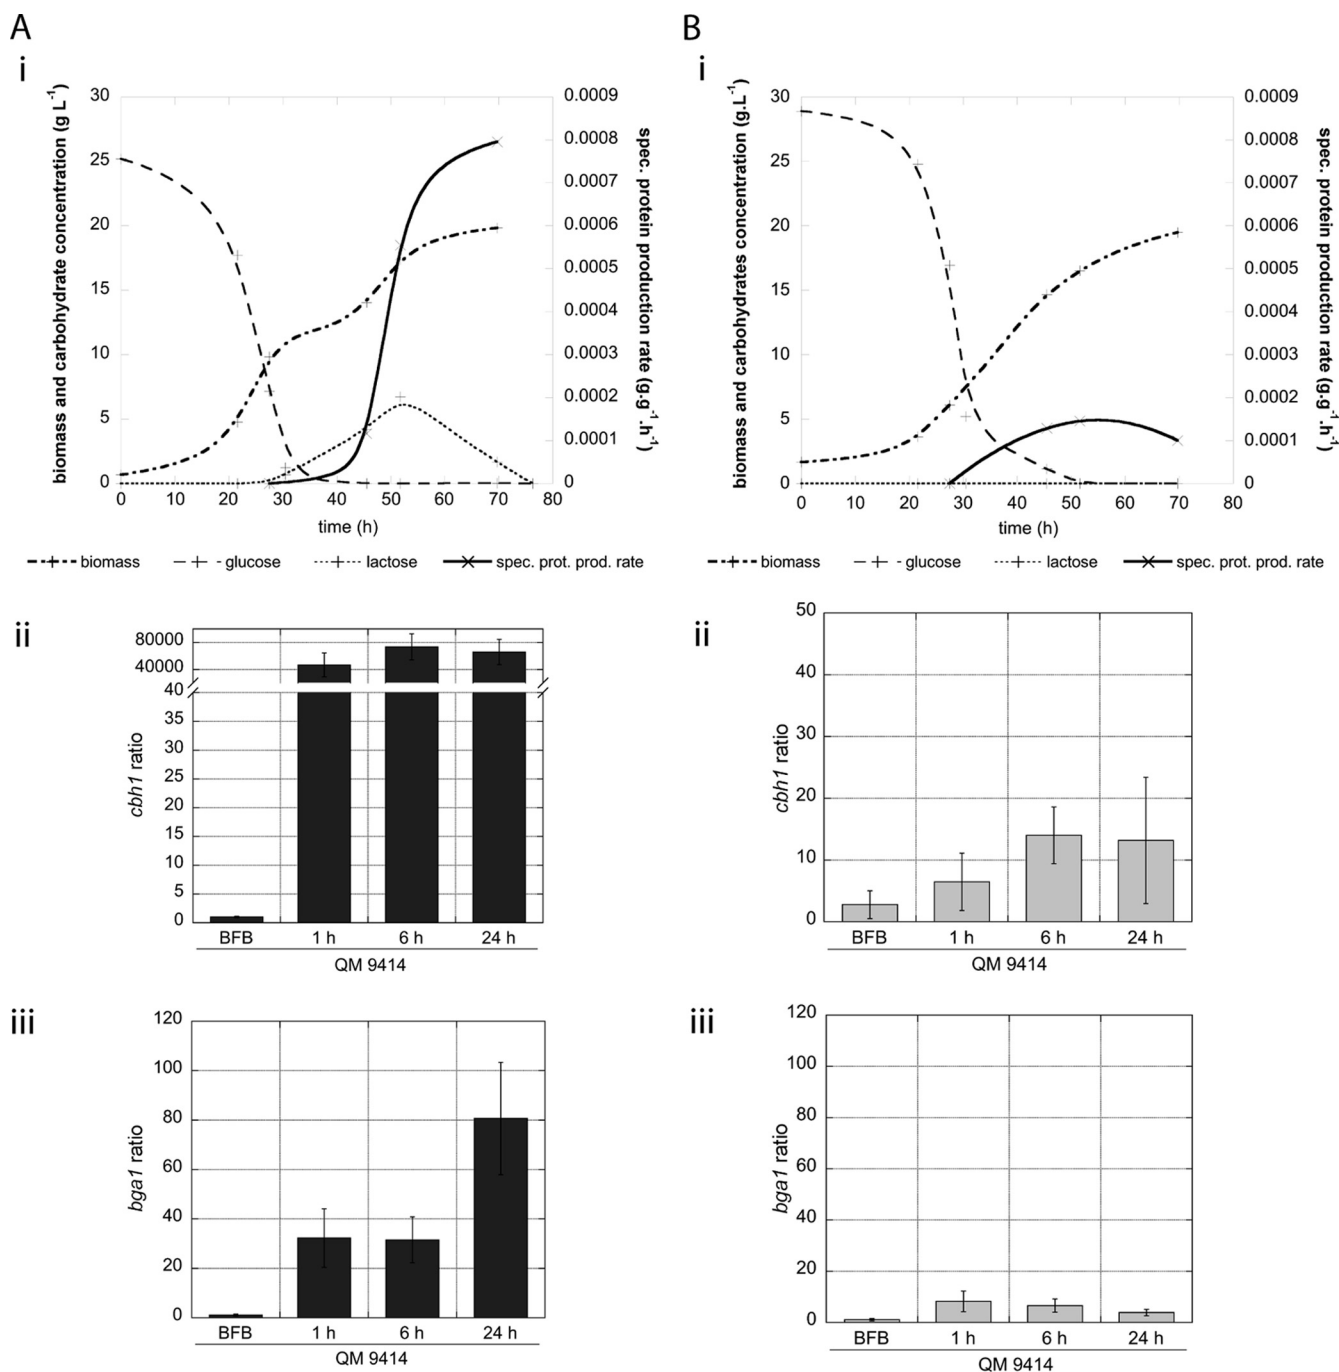 A
B
i
i
biomass and carbohydrate concentration (g L-1)
30
25
20
15
10
5
0
0.0009
0.0008
0.0007
0.0006
0.0005
0.0004
0.0003
0.0002
0.0001
0
spec. protein production rate (g.g-1.h-1)
0 10 20 30 40 50 60 70 80
time (h)
biomass glucose lactose spec. prot. prod. rate
biomass and carbohydrates concentration (g.L-1)
30
25
20
15
10
5
0
0.0009
0.0008
0.0007
0.0006
0.0005
0.0004
0.0003
0.0002
0.0001
0
spec. protein production rate (g.g-1.h-1)
0 10 20 30 40 50 60 70 80
time (h)
biomass glucose lactose spec. prot. prod. rate
ii
cbh1 ratio
80000
40000
40
35
30
25
20
15
10
5
0
BFB 1 h 6 h 24 h
QM 9414
ii
cbh1 ratio
50
40
30
20
10
0
BFB 1 h 6 h 24 h
QM 9414
iii
bga1 ratio
120
100
80
60
40
20
0
BFB 1 h 6 h 24 h
QM 9414
iii
bga1 ratio
120
100
80
60
40
20
0
BFB 1 h 6 h 24 h
QM 9414